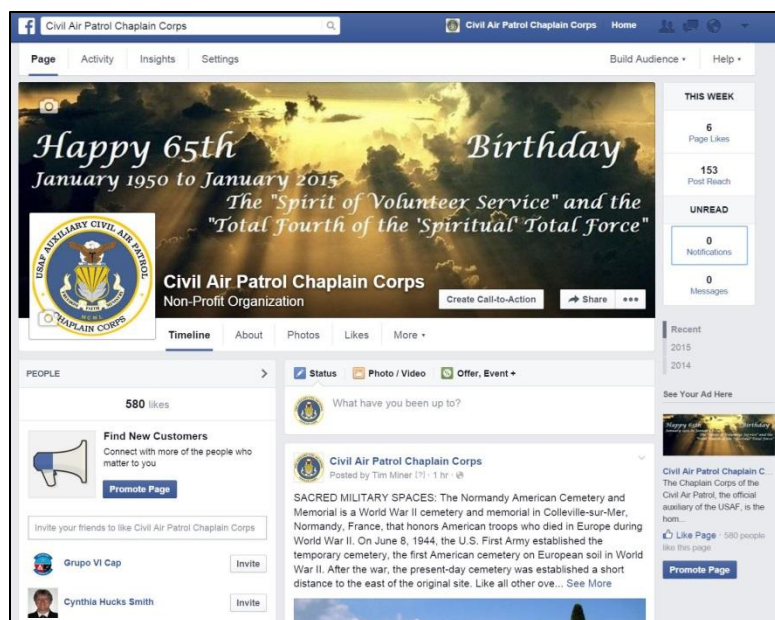 Civil Air Patrol Chaplain Corps
Civil Air Patrol Chaplain Corps Home
Page Activity Insights Settings Build Audience Help
Happy 65th Birthday
January 1950 to January 2015
The "Spirit of Volunteer Service" and the
"Total Fourth of the 'Spiritual' Total Force"
USAF AUXILIARY CIVIL AIR PATROL
CHAPLAIN CORPS
Civil Air Patrol Chaplain Corps
Non-Profit Organization
Create Call-to-Action Share
Timeline About Photos Likes More
THIS WEEK
6
Page Likes
153
Post Reach
UNREAD
0
Notifications
0
Messages
Recent
2015
2014
PEOPLE
580 likes
Find New Customers
Connect with more of the people who
matter to you
Promote Page
Invite your friends to like Civil Air Patrol Chaplain Corps
Grupo VI Cap Invite
Cynthia Hucks Smith Invite
Status Photo / Video Offer, Event +
What have you been up to?
Civil Air Patrol Chaplain Corps
Posted by Tim Miner [?] · 1 hr ·
SACRED MILITARY SPACES: The Normandy American Cemetery and
Memorial is a World War II cemetery and memorial in Colleville-sur-Mer,
Normandy, France, that honors American troops who died in Europe during
World War II. On June 8, 1944, the U.S. First Army established the
temporary cemetery, the first American cemetery on European soil in World
War II. After the war, the present-day cemetery was established a short
distance to the east of the original site. Like all other ove... See More
See Your Ad Here
Happy 65th Birthday
Civil Air Patrol Chaplain C...
The Chaplain Corps of the
Civil Air Patrol, the official
auxiliary of the USAF, is the
hom...
Like Page · 580 people
like this page
Promote Page